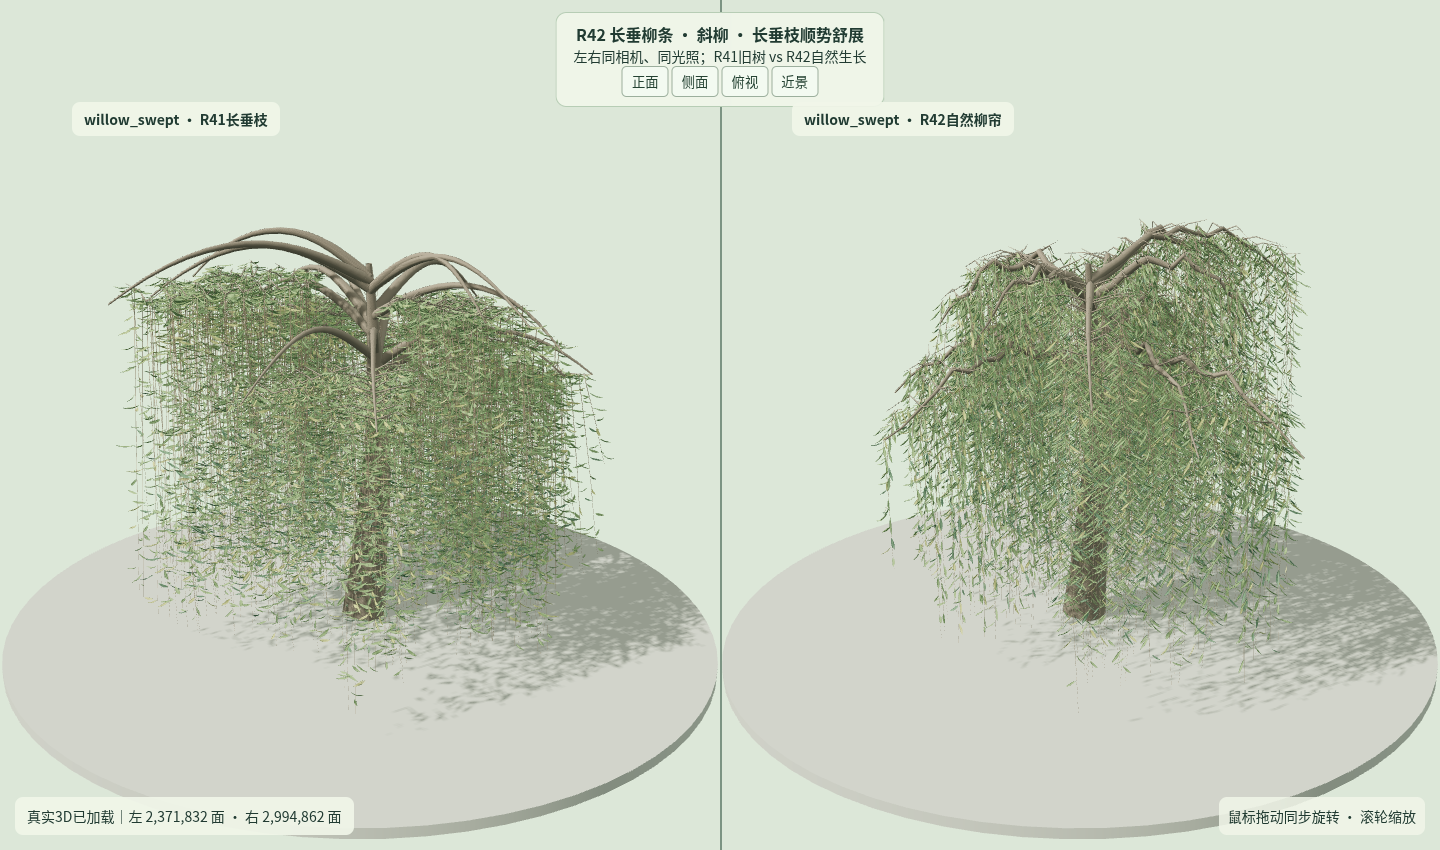 R42 长垂柳条 · 斜柳 · 长垂枝顺势舒展
左右同相机、同光照；R41旧树 vs R42自然生长
正面 侧面 俯视 近景
willow_swept · R41长垂枝
willow_swept · R42自然柳帘
真实3D已加载｜左 2,371,832 面 · 右 2,994,862 面
鼠标拖动同步旋转 · 滚轮缩放